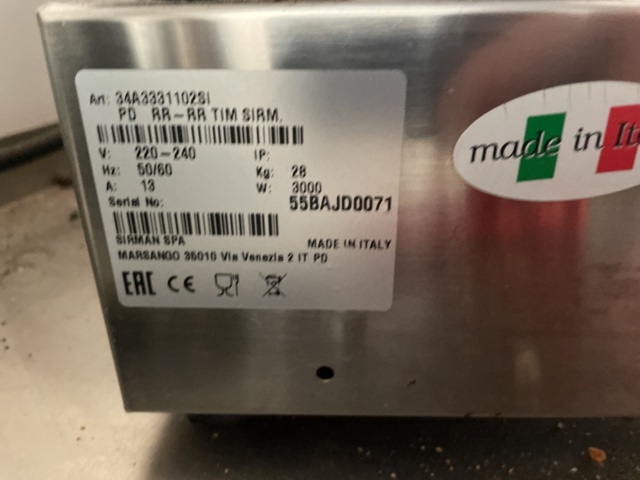 Art: 34A3331102SI
PD RR-RR TIM SIRM.
V: 220-240 IP:
Hz: 50/60 Kg: 28
A: 13 W: 3000
Serial No: 55BAJD0071
SIRMAN SPA MADE IN ITALY
MARSANGO 35010 Via Venezia 2 IT PD
EAC CE
made in Ita